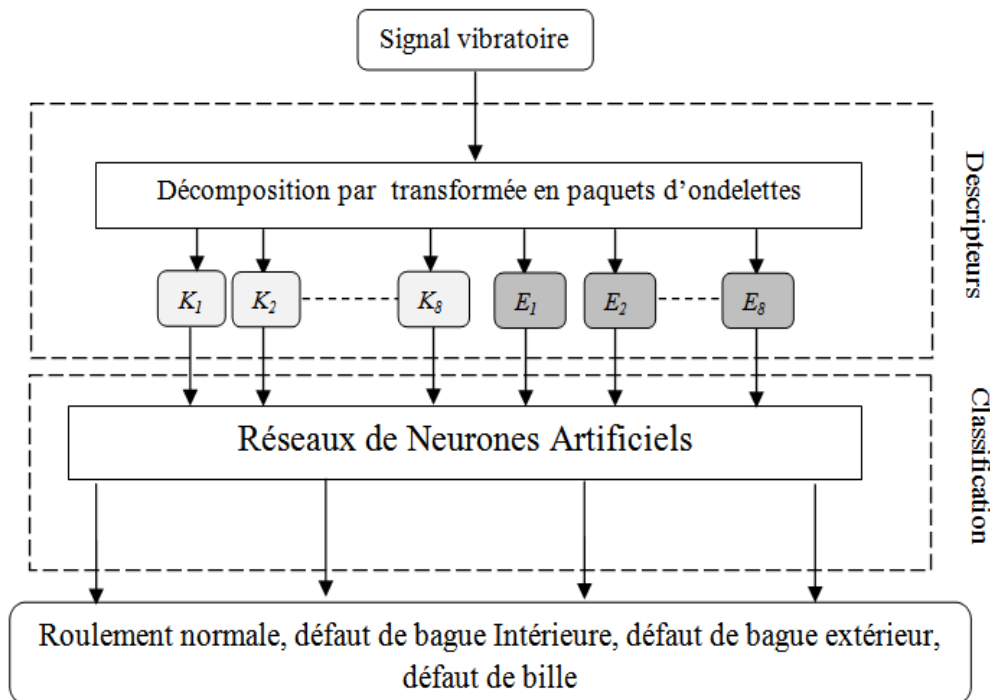 Signal vibratoire
Décomposition par transformée en paquets d'ondelettes
K1 K2 K8 E1 E2 E8
Descripteurs
Réseaux de Neurones Artificiels
Classification
Roulement normale, défaut de bague Intérieure, défaut de bague extérieur,
défaut de bille